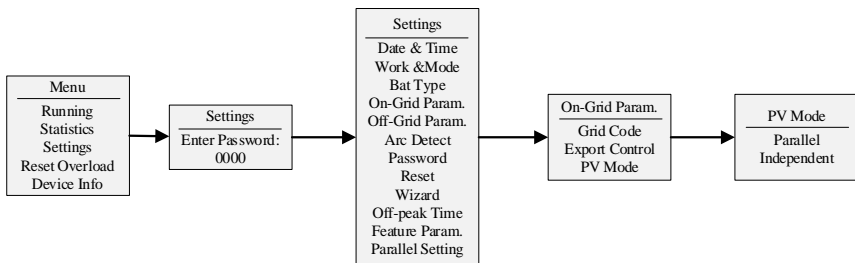 Menu
Running
Statistics
Settings
Reset Overload
Device Info
Settings
Enter Password:
0000
Settings
Date & Time
Work &Mode
Bat Type
On-Grid Param.
Off-Grid Param.
Arc Detect
Password
Reset
Wizard
Off-peak Time
Feature Param.
Parallel Setting
On-Grid Param.
Grid Code
Export Control
PV Mode
PV Mode
Parallel
Independent